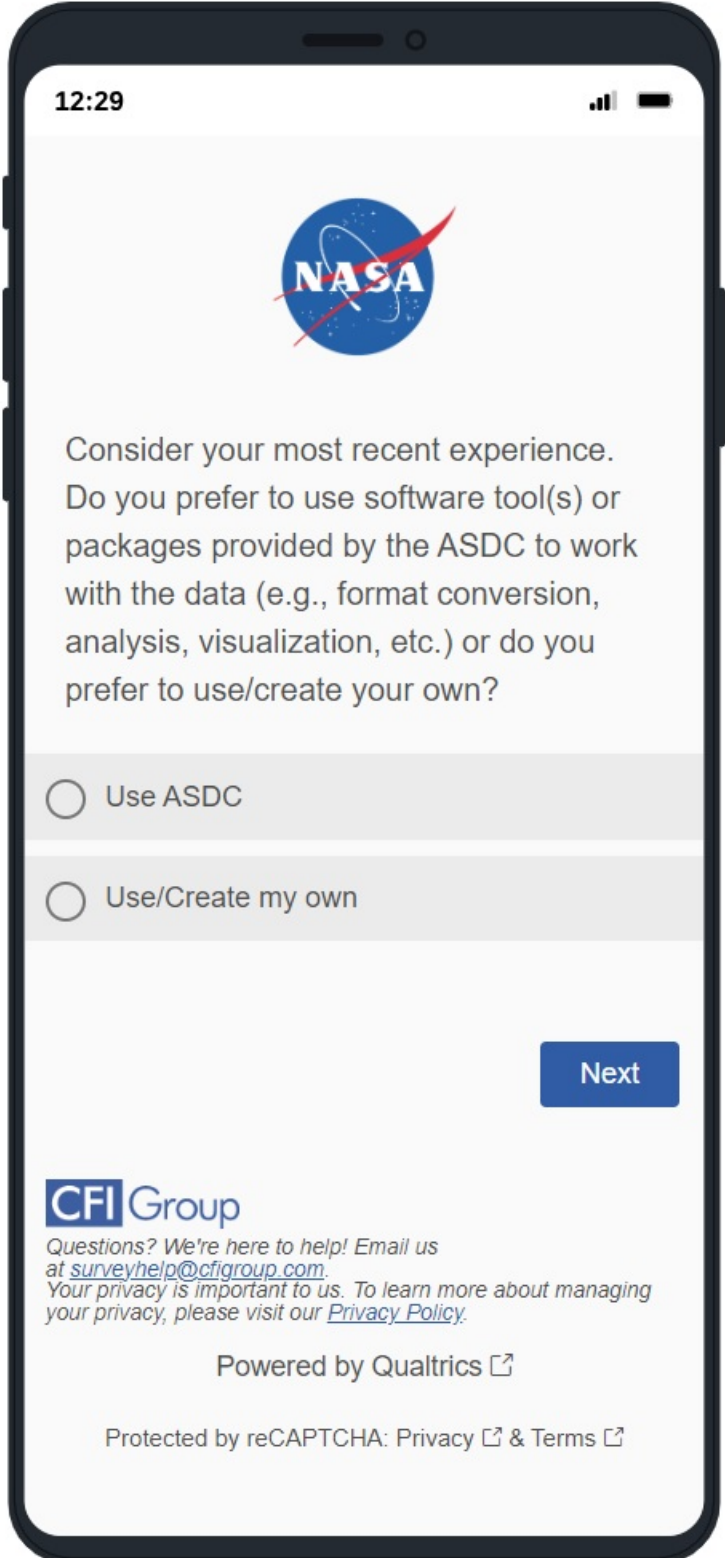 12:29
NASA
Consider your most recent experience.
Do you prefer to use software tool(s) or
packages provided by the ASDC to work
with the data (e.g., format conversion,
analysis, visualization, etc.) or do you
prefer to use/create your own?
Use ASDC
Use/Create my own
Next
CFI Group
Questions? We're here to help! Email us
at surveyhelp@cfigroup.com.
Your privacy is important to us. To learn more about managing
your privacy, please visit our Privacy Policy.
Powered by Qualtrics
Protected by reCAPTCHA: Privacy & Terms